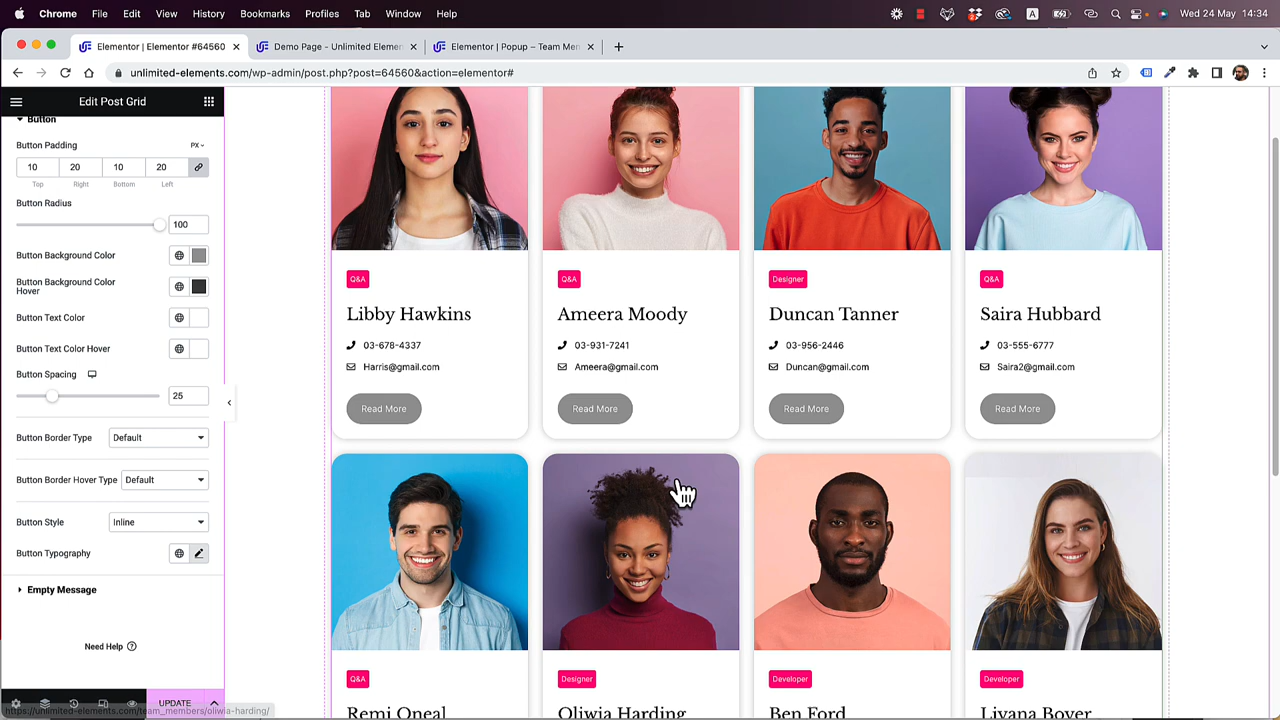 Chrome File Edit View History Bookmarks Profiles Tab Window Help A Wed 24 May 14:34
Elementor | Elementor #64560 Demo Page - Unlimited Elemen Elementor | Popup – Team Mem
unlimited-elements.com/wp-admin/post.php?post=64560&action=elementor#
Edit Post Grid
Button
Button Padding PX
10 20 10 20
Top Right Bottom Left
Button Radius
100
Button Background Color
Button Background Color
Hover
Button Text Color
Button Text Color Hover
Button Spacing
25
Button Border Type Default
Button Border Hover Type Default
Button Style Inline
Button Typography
Empty Message
Need Help ?
UPDATE
https://unlimited-elements.com/team_members/oliwia-harding/
Q&A Q&A Designer Q&A
Libby Hawkins Ameera Moody Duncan Tanner Saira Hubbard
03-678-4337 03-931-7241 03-956-2446 03-555-6777
Harris@gmail.com Ameera@gmail.com Duncan@gmail.com Saira2@gmail.com
Read More Read More Read More Read More
Q&A Designer Developer Developer
Remi Oneal Oliwia Harding Ben Ford Livana Boyer